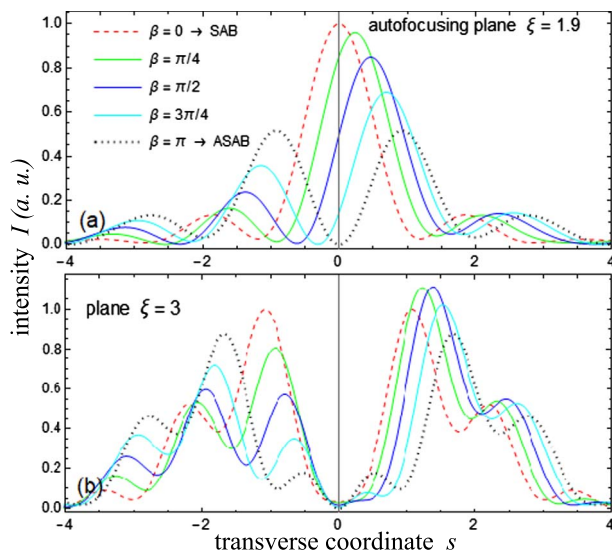 autofocusing plane ξ = 1.9
β = 0 → SAB
β = π/4
β = π/2
β = 3π/4
β = π → ASAB
1.0
0.8
0.6
0.4
0.2
0.0
(a)
-4 -2 0 2 4
intensity I (a. u.)
plane ξ = 3
1.0
0.8
0.6
0.4
0.2
0.0
(b)
-4 -2 0 2 4
transverse coordinate s